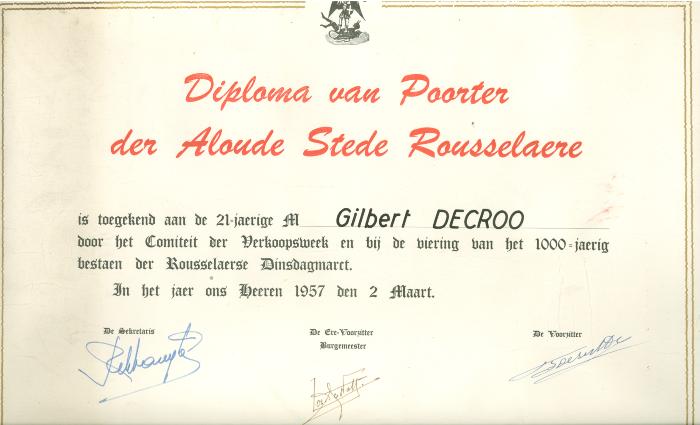 Diploma van Poorter
der Aloude Stede Rousselaere
is toegekend aan de 21-jaerige M Gilbert DECROO
door het Comiteit der Verkoopsweek en bij de viering van het 1000-jaerig
bestaen der Rousselaerse Dinsdagmarct.
In het jaer ons Heeren 1957 den 2 Maart.
De Sekretaris De Ere-Voorzitter De Voorzitter
Burgemeester